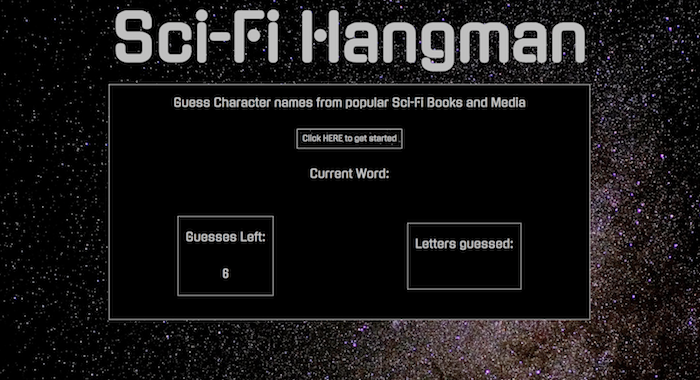 Sci-Fi Hangman
Guess Character names from popular Sci-Fi Books and Media
Click HERE to get started
Current Word:
Guesses Left:
6
Letters guessed: